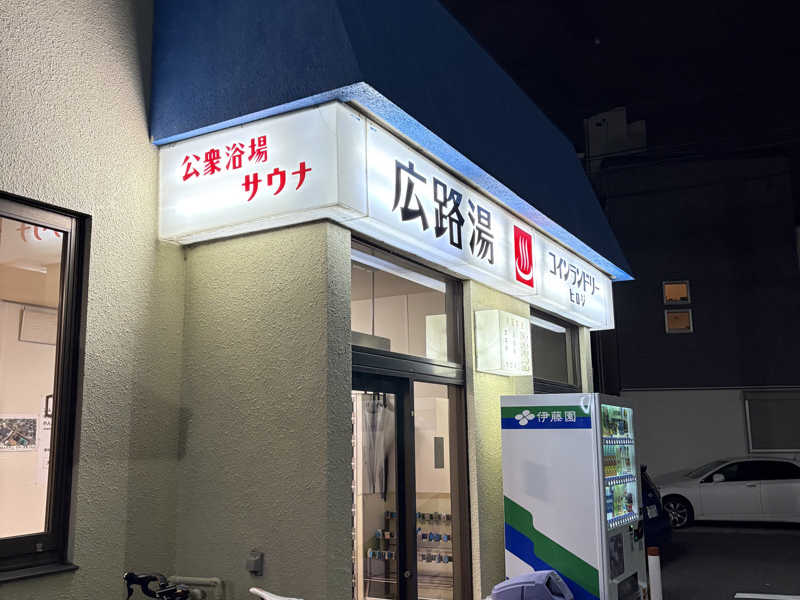 公衆浴場
サウナ
広路湯
コインランドリー
ヒロジ
伊藤園